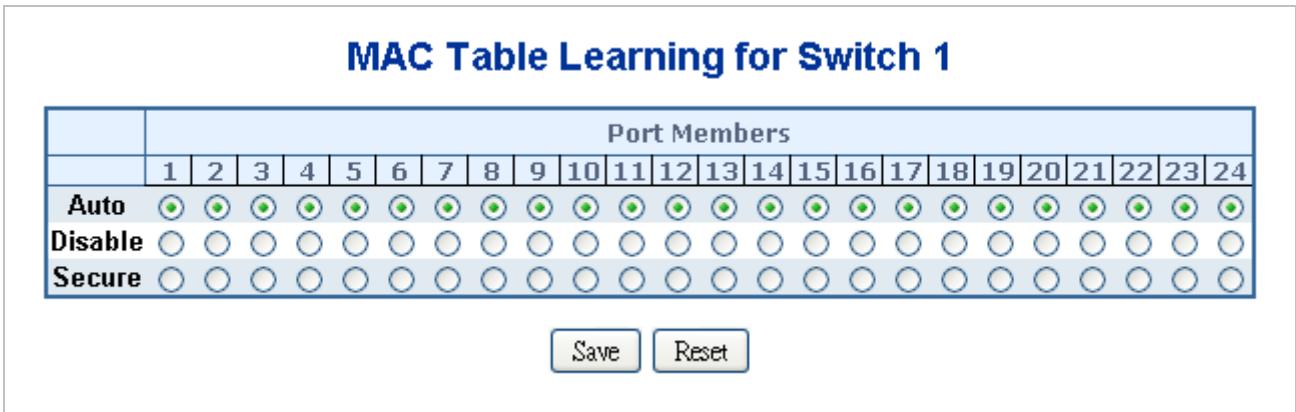 MAC Table Learning for Switch 1
Port Members
1 2 3 4 5 6 7 8 9 10 11 12 13 14 15 16 17 18 19 20 21 22 23 24
Auto
Disable
Secure
Save Reset